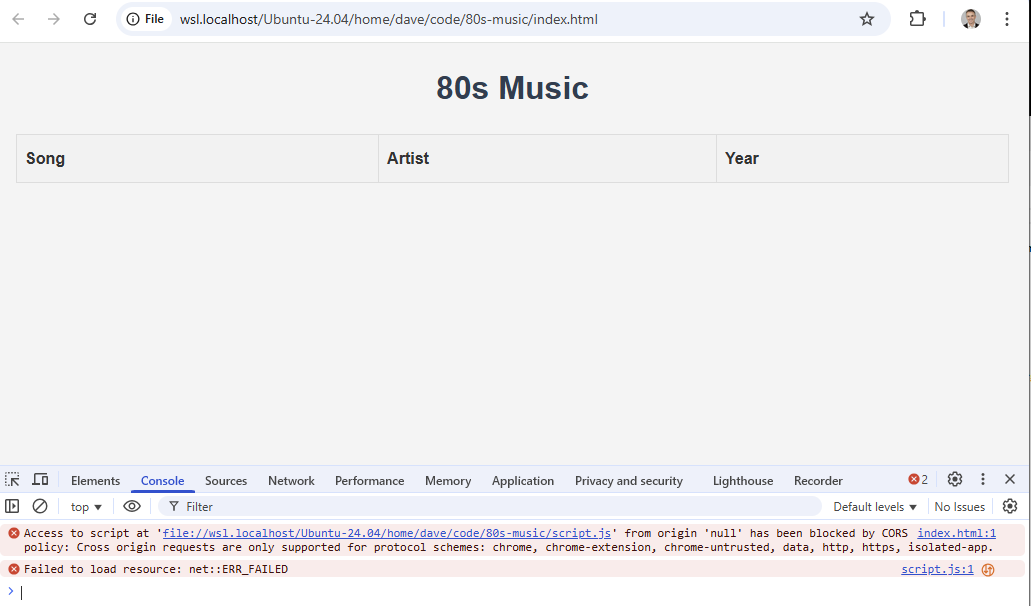 File wsl.localhost/Ubuntu-24.04/home/dave/code/80s-music/index.html
80s Music
Song Artist Year
Elements Console Sources Network Performance Memory Application Privacy and security Lighthouse Recorder 2
top Filter Default levels No Issues
Access to script at 'file://wsl.localhost/Ubuntu-24.04/home/dave/code/80s-music/script.js' from origin 'null' has been blocked by CORS index.html:1
policy: Cross origin requests are only supported for protocol schemes: chrome, chrome-extension, chrome-untrusted, data, http, https, isolated-app.
Failed to load resource: net::ERR_FAILED script.js:1